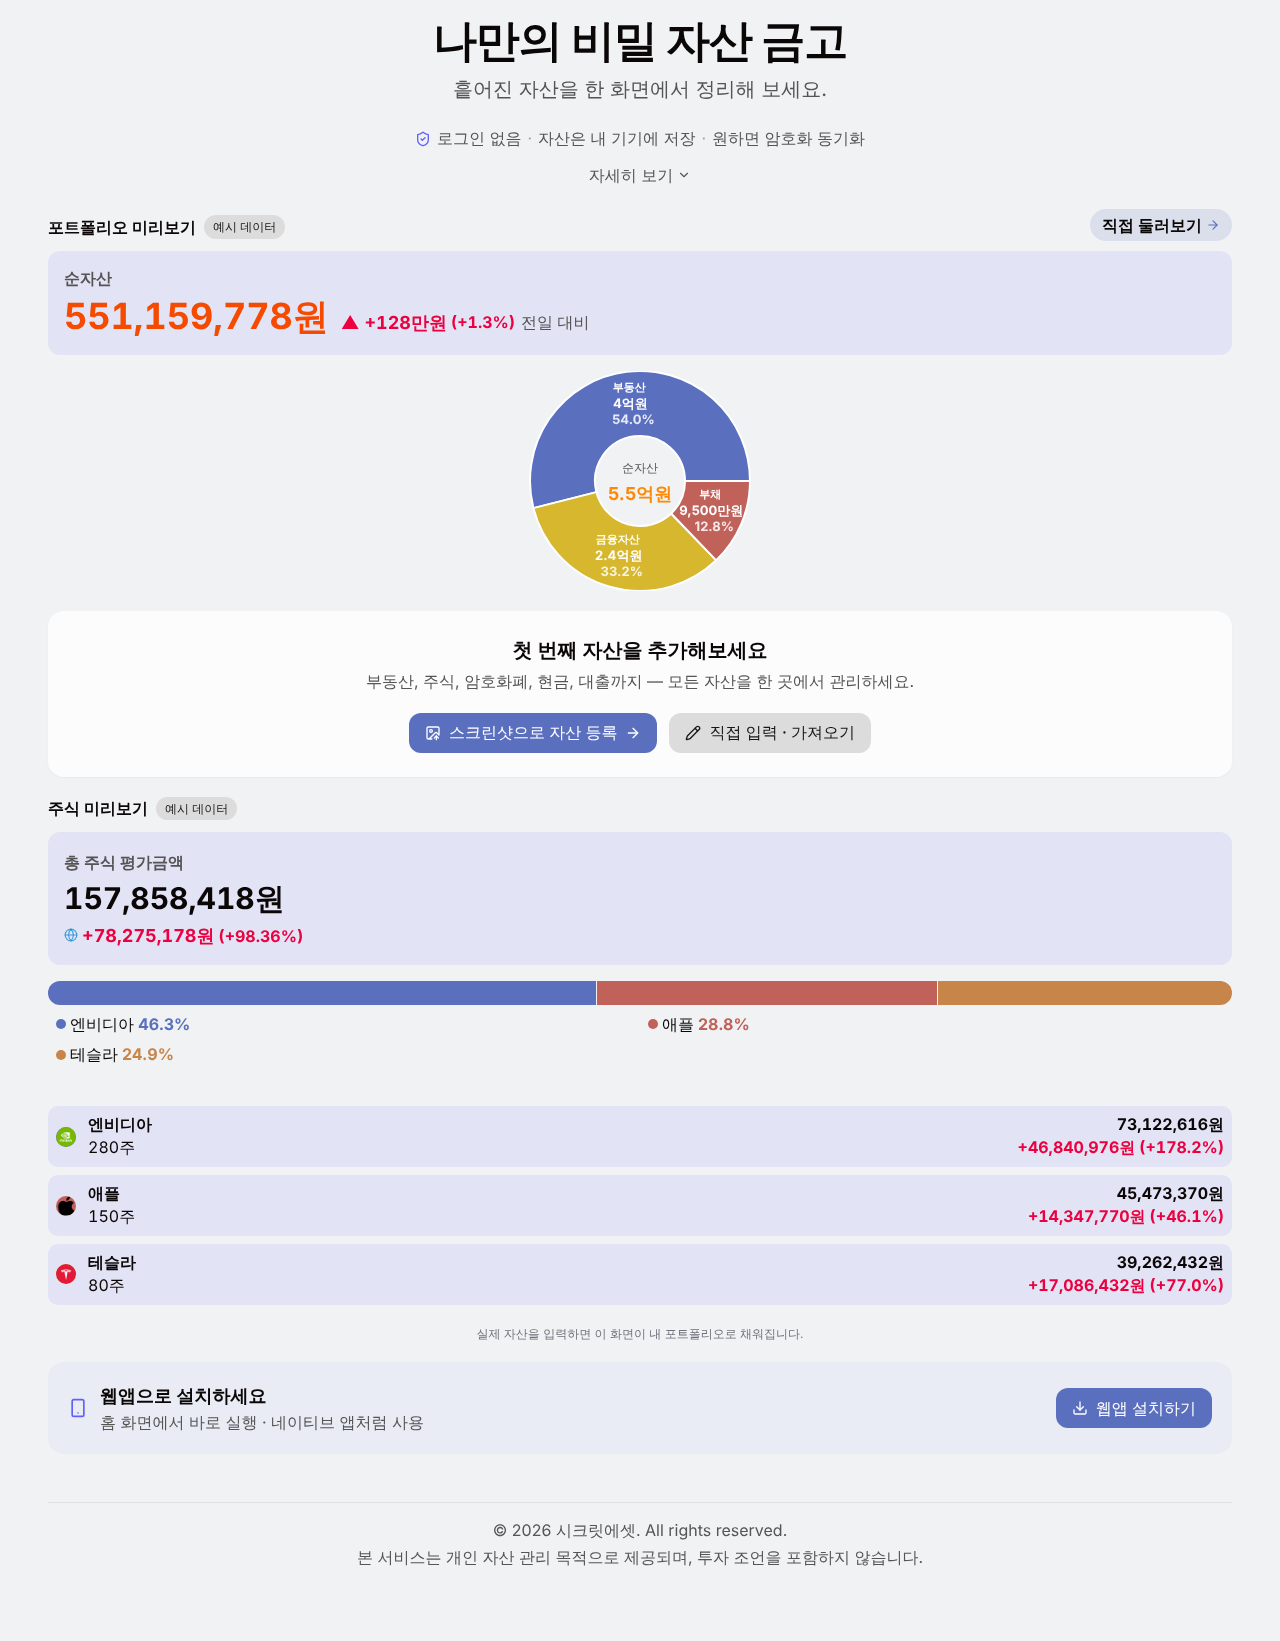 나만의 비밀 자산 금고
흩어진 자산을 한 화면에서 정리해 보세요.
로그인 없음 · 자산은 내 기기에 저장 · 원하면 암호화 동기화
자세히 보기
포트폴리오 미리보기 예시 데이터
직접 둘러보기 →
순자산
551,159,778원 ▲ +128만원 (+1.3%) 전일 대비
부동산
4억원
54.0%
순자산
5.5억원
부채
9,500만원
12.8%
금융자산
2.4억원
33.2%
첫 번째 자산을 추가해보세요
부동산, 주식, 암호화폐, 현금, 대출까지 — 모든 자산을 한 곳에서 관리하세요.
스크린샷으로 자산 등록 →
직접 입력 · 가져오기
주식 미리보기 예시 데이터
총 주식 평가금액
157,858,418원
+78,275,178원 (+98.36%)
엔비디아 46.3%
애플 28.8%
테슬라 24.9%
엔비디아
280주
73,122,616원
+46,840,976원 (+178.2%)
애플
150주
45,473,370원
+14,347,770원 (+46.1%)
테슬라
80주
39,262,432원
+17,086,432원 (+77.0%)
실제 자산을 입력하면 이 화면이 내 포트폴리오로 채워집니다.
웹앱으로 설치하세요
홈 화면에서 바로 실행 · 네이티브 앱처럼 사용
웹앱 설치하기
© 2026 시크릿에셋. All rights reserved.
본 서비스는 개인 자산 관리 목적으로 제공되며, 투자 조언을 포함하지 않습니다.